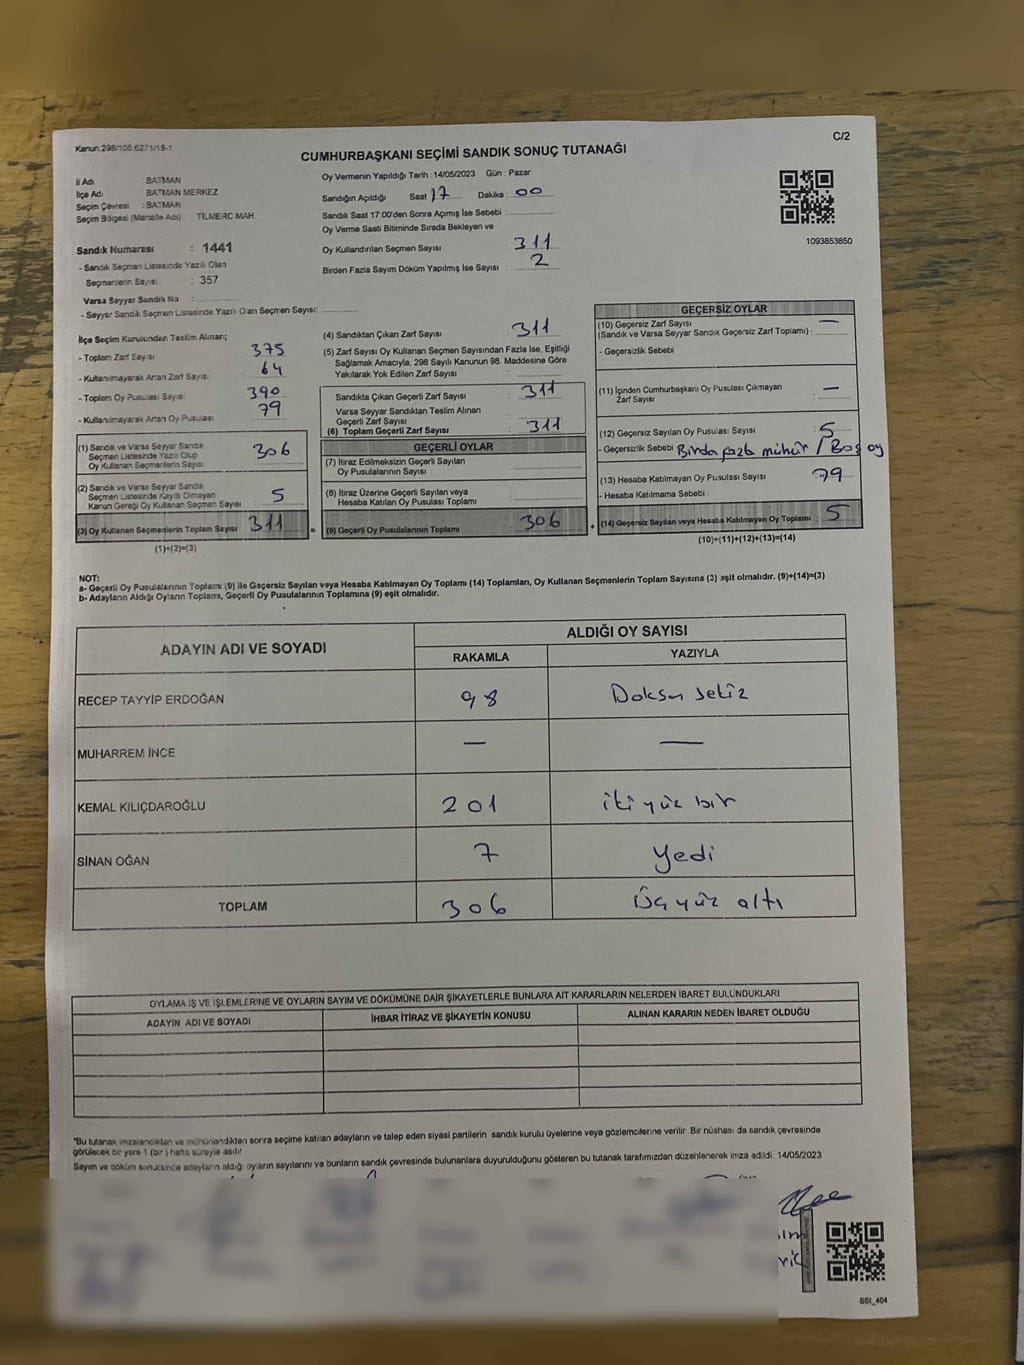 Kanun: 298/105 6271/18-1
C/2
CUMHURBAŞKANI SEÇİMİ SANDIK SONUÇ TUTANAĞI
İl Adı : BATMAN
İlçe Adı : BATMAN MERKEZ
Seçim Çevresi : BATMAN
Seçim Bölgesi (Mahalle Adı) : TİLMERC MAH.
Sandık Numarası : 1441
- Sandık Seçmen Listesinde Yazılı Olan
Seçmenlerin Sayısı : 357
Varsa Seyyar Sandık No :
- Seyyar Sandık Seçmen Listesinde Yazılı Olan Seçmen Sayısı:
Oy Vermenin Yapıldığı Tarih : 14/05/2023 Gün : Pazar
Sandığın Açıldığı Saat 17 Dakika : 00
Sandık Saat 17:00'den Sonra Açımış İse Sebebi :
Oy Verme Saati Bitiminde Sırada Bekleyen ve
Oy Kullandırılan Seçmen Sayısı : 311
Birden Fazla Sayım Döküm Yapılmış İse Sayısı : 2
1093853850
İlçe Seçim Kurulundan Teslim Alınan;
- Toplam Zarf Sayısı : 375
- Kullanılmayarak Artan Zarf Sayısı : 64
- Toplam Oy Pusulası Sayısı : 390
- Kullanılmayarak Artan Oy Pusulası : 79
(1) Sandık ve Varsa Seyyar Sandık
Seçmen Listesinde Yazılı Olup
Oy Kullanan Seçmenlerin Sayısı : 306
(2) Sandık ve Varsa Seyyar Sandık
Seçmen Listesinde Kayıtlı Olmayan
Kanun Gereği Oy Kullanan Seçmen Sayısı : 5
(3) Oy Kullanan Seçmenlerin Toplam Sayısı : 311
(1)+(2)=(3)
(4) Sandıktan Çıkan Zarf Sayısı : 311
(5) Zarf Sayısı Oy Kullanan Seçmen Sayısından Fazla İse, Eşitliği
Sağlamak Amacıyla; 298 Sayılı Kanunun 98. Maddesine Göre
Yakılarak Yok Edilen Zarf Sayısı :
Sandıkta Çıkan Geçerli Zarf Sayısı : 311
Varsa Seyyar Sandıktan Teslim Alınan
Geçerli Zarf Sayısı :
(6) Toplam Geçerli Zarf Sayısı : 311
GEÇERLİ OYLAR
(7) İtiraz Edilmeksizin Geçerli Sayılan
Oy Pusulalarının Sayısı :
(8) İtiraz Üzerine Geçerli Sayılan veya
Hesaba Katılan Oy Pusulası Toplamı :
= (9) Geçerli Oy Pusulalarının Toplamı : 306
GEÇERSİZ OYLAR
(10) Geçersiz Zarf Sayısı : —
(Sandık ve Varsa Seyyar Sandık Geçersiz Zarf Toplamı) :
- Geçersizlik Sebebi
(11) İçinden Cumhurbaşkanı Oy Pusulası Çıkmayan
Zarf Sayısı : —
(12) Geçersiz Sayılan Oy Pusulası Sayısı : 5
- Geçersizlik Sebebi Birdn fazla mühür / Boş oy
(13) Hesaba Katılmayan Oy Pusulası Sayısı : 79
- Hesaba Katılmama Sebebi :
+ (14) Geçersiz Sayılan veya Hesaba Katılmayan Oy Toplamı : 5
(10)+(11)+(12)+(13)=(14)
NOT:
a- Geçerli Oy Pusulalarının Toplamı (9) ile Geçersiz Sayılan veya Hesaba Katılmayan Oy Toplamı (14) Toplamları, Oy Kullanan Seçmenlerin Toplam Sayısına (3) eşit olmalıdır. (9)+(14)=(3)
b- Adayların Aldığı Oyların Toplamı, Geçerli Oy Pusulalarının Toplamına (9) eşit olmalıdır.
ADAYIN ADI VE SOYADI
ALDIĞI OY SAYISI
RAKAMLA YAZIYLA
RECEP TAYYİP ERDOĞAN 98 Doksan sekiz
MUHARREM İNCE — —
KEMAL KILIÇDAROĞLU 201 iki yüz bir
SİNAN OĞAN 7 Yedi
TOPLAM 306 Üç yüz altı
OYLAMA İŞ VE İŞLEMLERİNE VE OYLARIN SAYIM VE DÖKÜMÜNE DAİR ŞİKAYETLERLE BUNLARA AİT KARARLARIN NELERDEN İBARET BULUNDUKLARI
ADAYIN ADI VE SOYADI İHBAR İTİRAZ VE ŞİKAYETİN KONUSU ALINAN KARARIN NEDEN İBARET OLDUĞU
*Bu tutanak imzalandıktan ve mühürlendikten sonra seçime katılan adayların ve talep eden siyasi partilerin sandık kurulu üyelerine veya gözlemcilerine verilir. Bir nüshası da sandık çevresinde
görülecek bir yere 1 (bir) hafta süreyle asılır.
Sayım ve döküm sonucunda adayların aldığı oyların sayılarını ve bunların sandık çevresinde bulunanlara duyurulduğunu gösteren bu tutanak tarafımızdan düzenlenerek imza edildi. 14/05/2023
SSI_404